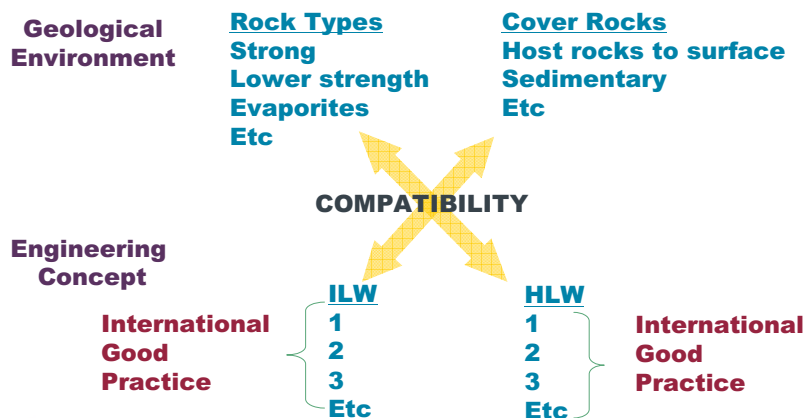 Geological
Environment
Rock Types
Strong
Lower strength
Evaporites
Etc
Cover Rocks
Host rocks to surface
Sedimentary
Etc
COMPATIBILITY
Engineering
Concept
International
Good
Practice
ILW
1
2
3
Etc
HLW
1
2
3
Etc
International
Good
Practice